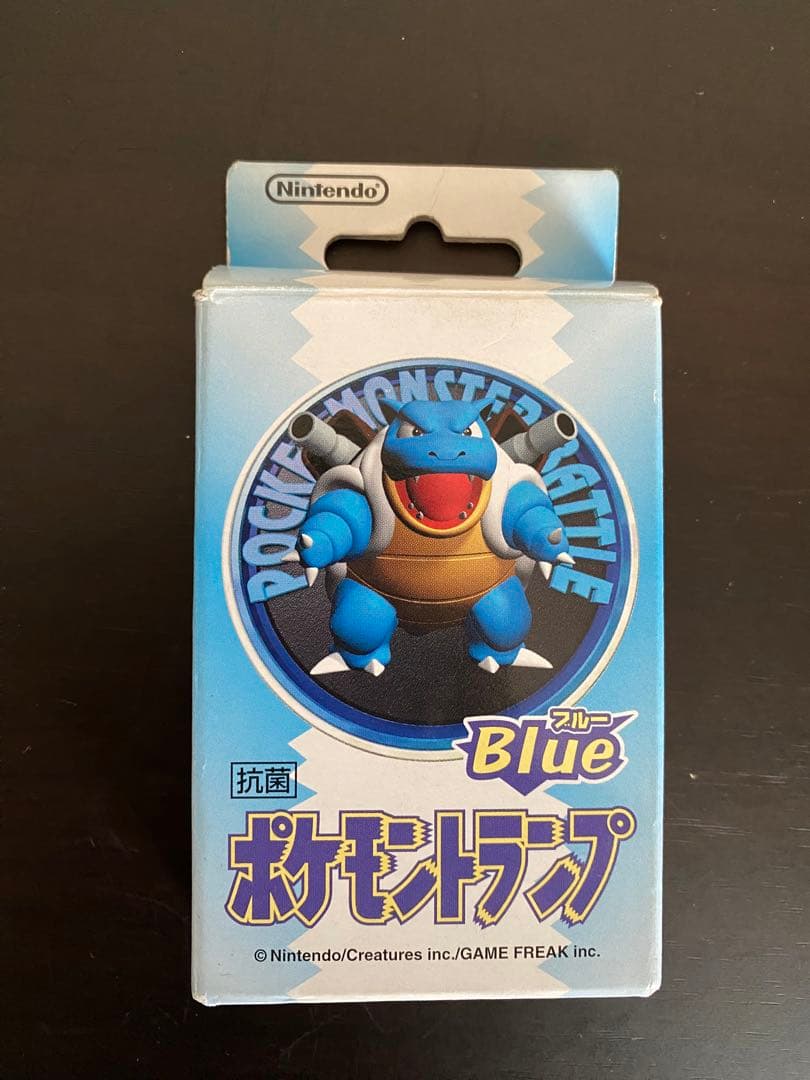 Nintendo®
POCKET MONSTER BATTLE
ブルー
Blue
抗菌
ポケモントランプ
©Nintendo/Creatures inc./GAME FREAK inc.